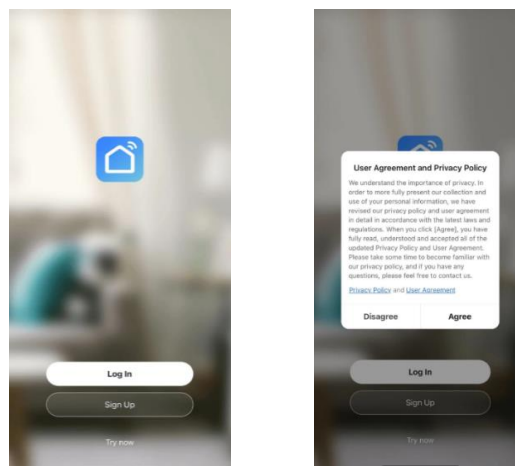 Log In
Sign Up
Try now
User Agreement and Privacy Policy
We understand the importance of privacy. In
order to more fully present our collection and
use of your personal information, we have
revised our privacy policy and user agreement
in detail in accordance with the latest laws and
regulations. When you click [Agree], you have
fully read, understood and accepted all of the
updated Privacy Policy and User Agreement.
Please take some time to become familiar with
our privacy policy, and if you have any
questions, please feel free to contact us.
Privacy Policy and User Agreement
Disagree Agree
Log In
Sign Up
Try now